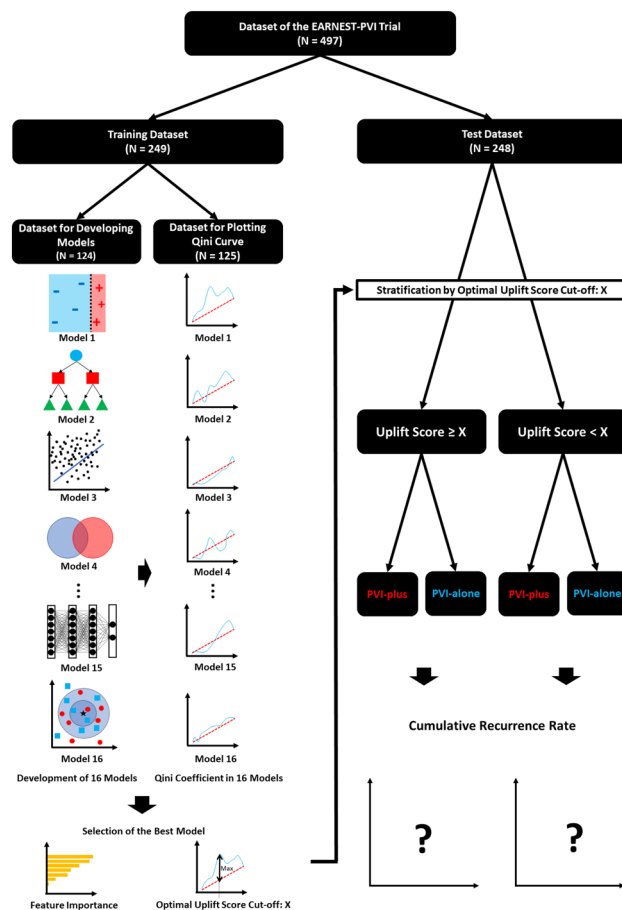 Dataset of the EARNEST-PVI Trial
(N = 497)
Training Dataset
(N = 249)
Test Dataset
(N = 248)
Dataset for Developing
Models
(N = 124)
Dataset for Plotting
Qini Curve
(N = 125)
Model 1
Model 1
Model 2
Model 2
Model 3
Model 3
Model 4
Model 4
Model 15
Model 15
Model 16
Model 16
Development of 16 Models
Qini Coefficient in 16 Models
Selection of the Best Model
Max
Feature Importance
Optimal Uplift Score Cut-off: X
Stratification by Optimal Uplift Score Cut-off: X
Uplift Score ≥ X
Uplift Score < X
PVI-plus
PVI-alone
PVI-plus
PVI-alone
Cumulative Recurrence Rate
?
?